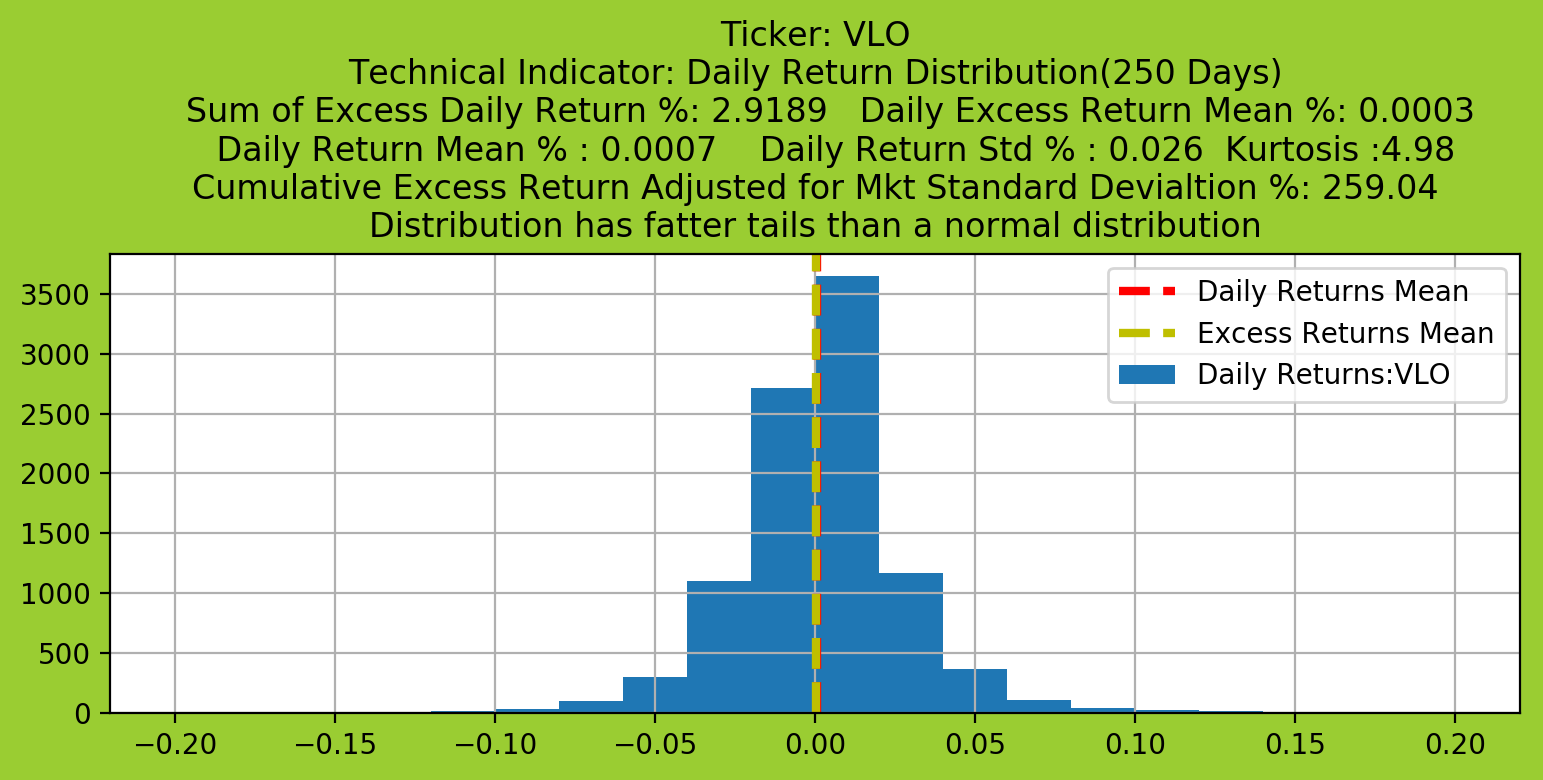 Ticker: VLO
Technical Indicator: Daily Return Distribution(250 Days)
Sum of Excess Daily Return %: 2.9189   Daily Excess Return Mean %: 0.0003
Daily Return Mean % : 0.0007    Daily Return Std % : 0.026  Kurtosis :4.98
Cumulative Excess Return Adjusted for Mkt Standard Devialtion %: 259.04
Distribution has fatter tails than a normal distribution
3500
3000
2500
2000
1500
1000
500
0
Daily Returns Mean
Excess Returns Mean
Daily Returns:VLO
−0.20 −0.15 −0.10 −0.05 0.00 0.05 0.10 0.15 0.20